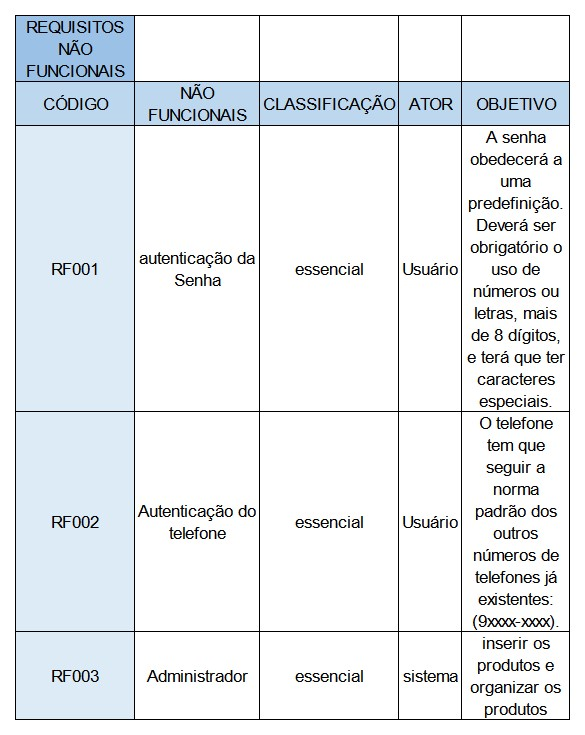 REQUISITOS
NÃO
FUNCIONAIS
CÓDIGO
NÃO
FUNCIONAIS
CLASSIFICAÇÃO
ATOR
OBJETIVO
RF001
autenticação da
Senha
essencial
Usuário
A senha
obedecerá a
uma
predefinição.
Deverá ser
obrigatório o
uso de
números ou
letras, mais
de 8 dígitos,
e terá que ter
caracteres
especiais.
RF002
Autenticação do
telefone
essencial
Usuário
O telefone
tem que
seguir a
norma
padrão dos
outros
números de
telefones já
existentes:
(9xxxx-xxxx).
RF003
Administrador
essencial
sistema
inserir os
produtos e
organizar os
produtos